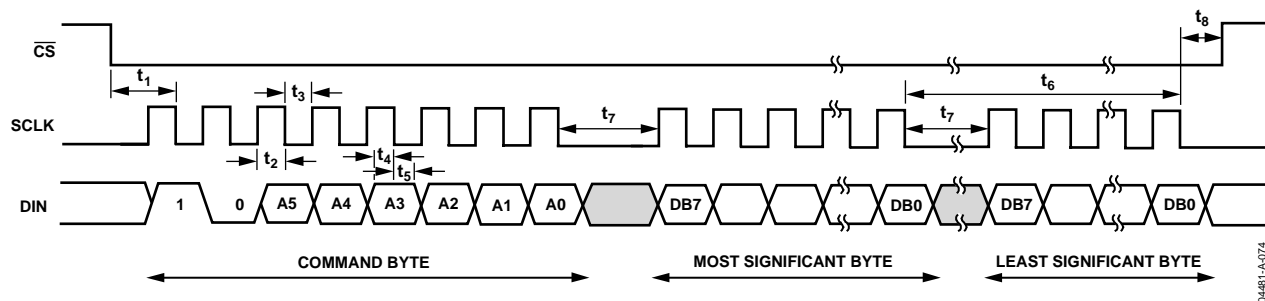 t8
CS
t1
t6
t3
SCLK
t7
t7
t2
t4
t5
DIN
1 0 A5 A4 A3 A2 A1 A0 DB7 DB0 DB7 DB0
COMMAND BYTE
MOST SIGNIFICANT BYTE
LEAST SIGNIFICANT BYTE
04481-A-074